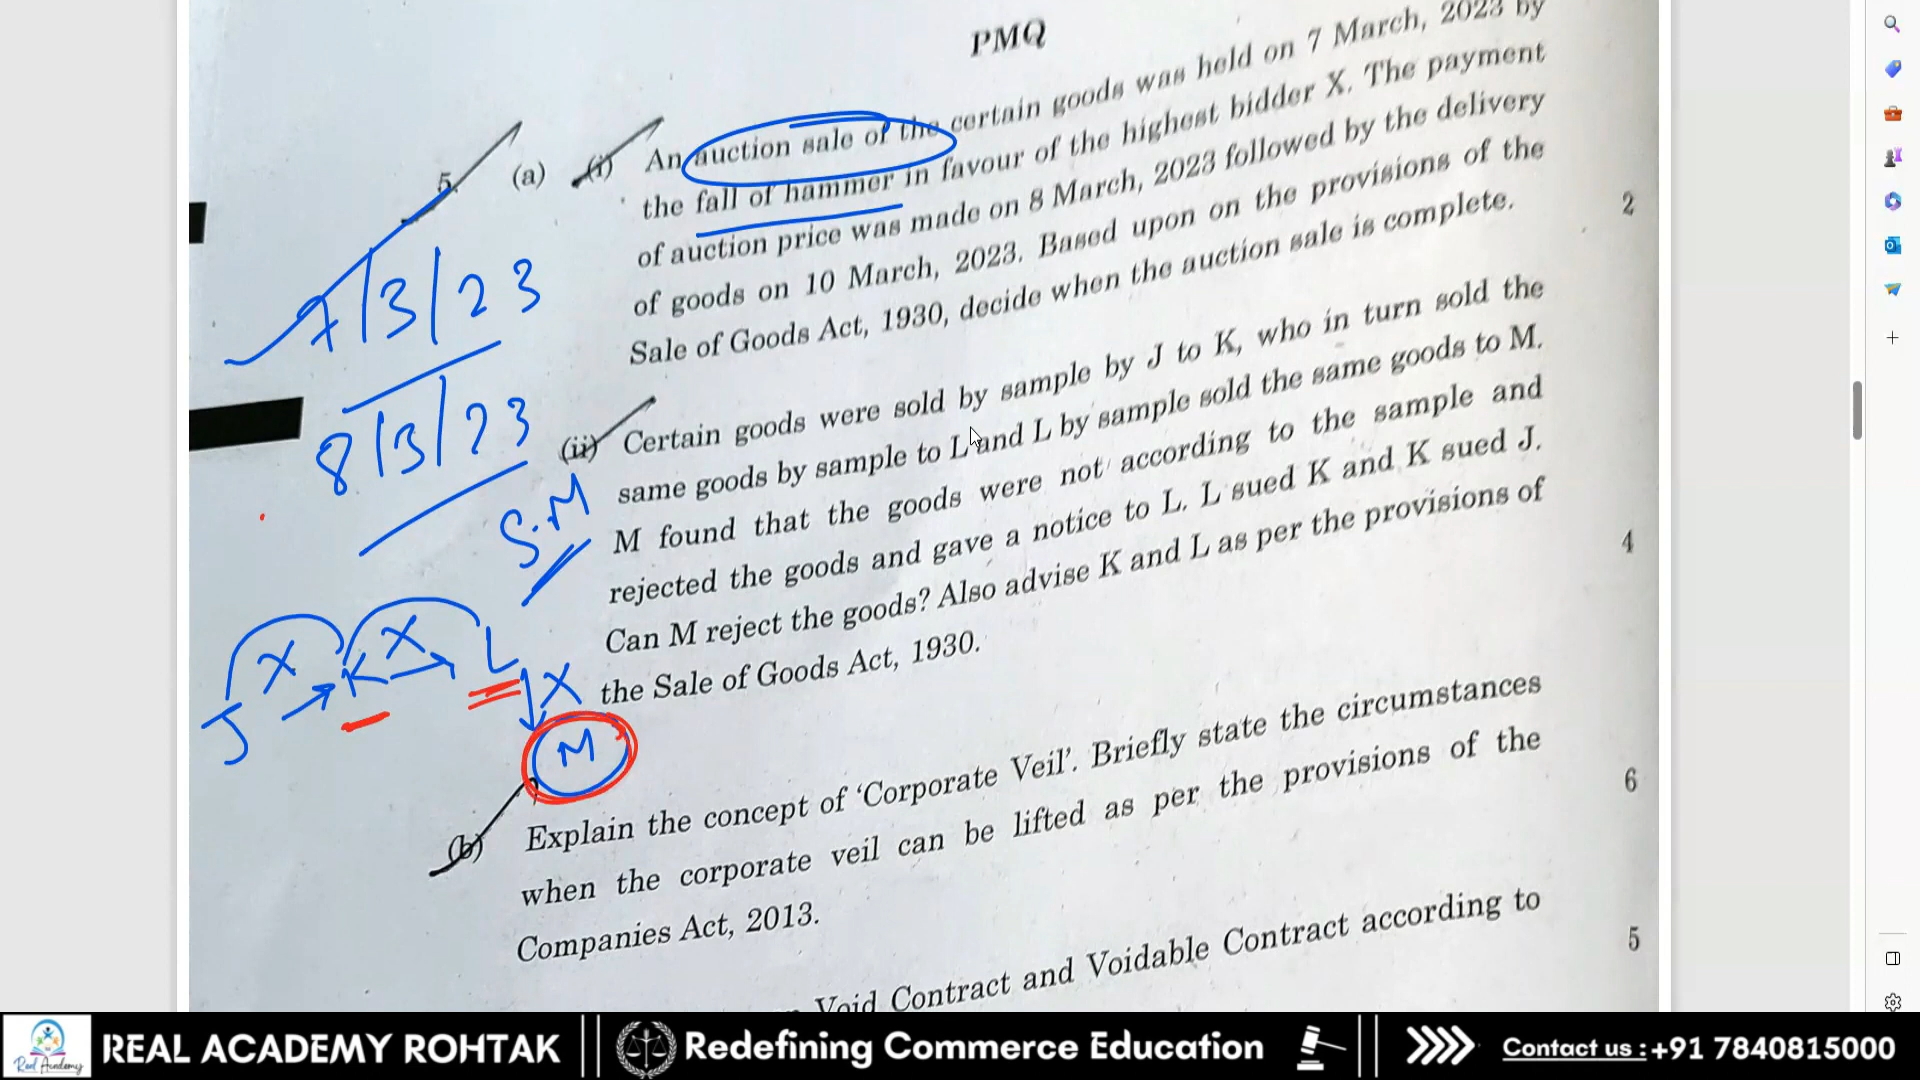 PMQ
5. (a) (i) An auction sale of the certain goods was held on 7 March, 2023 by
the fall of hammer in favour of the highest bidder X. The payment
of auction price was made on 8 March, 2023 followed by the delivery
of goods on 10 March, 2023. Based upon on the provisions of the
Sale of Goods Act, 1930, decide when the auction sale is complete.
2
7/3/23
8/3/23
(ii) Certain goods were sold by sample by J to K, who in turn sold the
same goods by sample to L and L by sample sold the same goods to M.
M found that the goods were not according to the sample and
rejected the goods and gave a notice to L. L sued K and K sued J.
Can M reject the goods? Also advise K and L as per the provisions of
the Sale of Goods Act, 1930.
4
S.M
X X
J K L X
M
(b) Explain the concept of ‘Corporate Veil’. Briefly state the circumstances
when the corporate veil can be lifted as per the provisions of the
Companies Act, 2013.
6
Void Contract and Voidable Contract according to
5
Real Academy
REAL ACADEMY ROHTAK
Redefining Commerce Education
Contact us : +91 7840815000